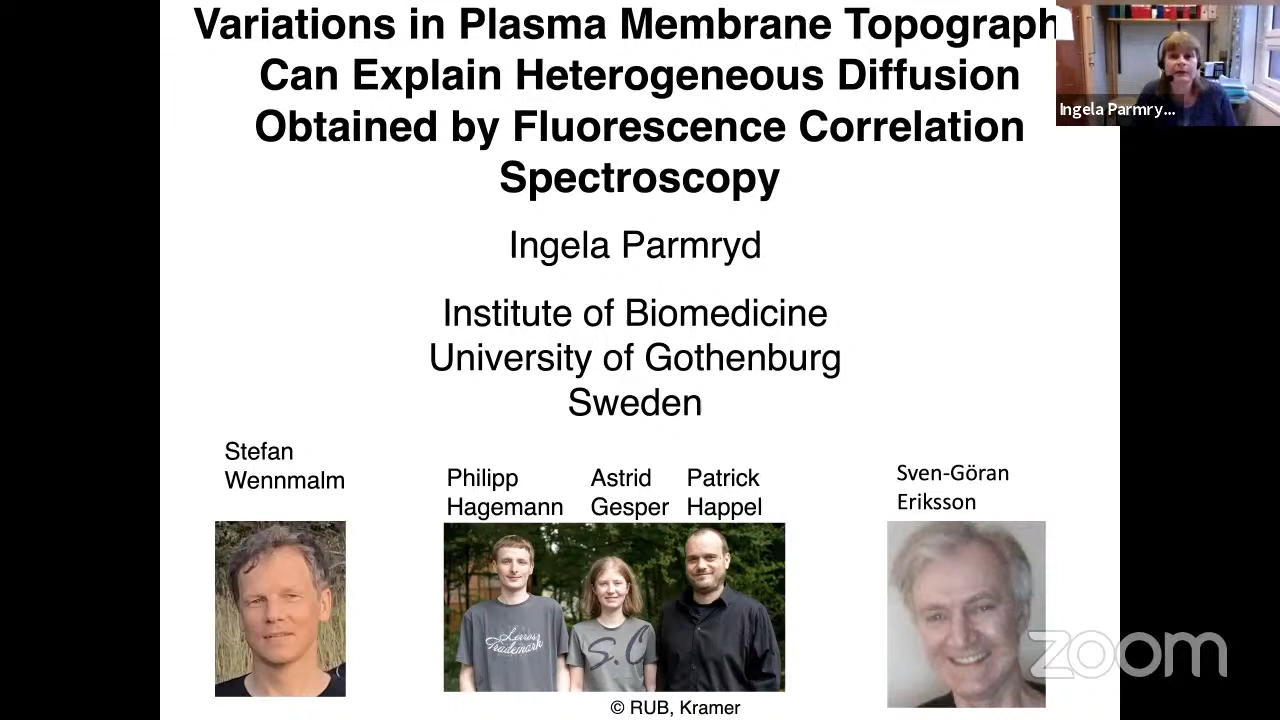 Variations in Plasma Membrane Topograph
Can Explain Heterogeneous Diffusion
Obtained by Fluorescence Correlation
Spectroscopy
Ingela Parmry...
Ingela Parmryd
Institute of Biomedicine
University of Gothenburg
Sweden
Stefan
Wennmalm
Philipp
Hagemann
Astrid
Gesper
Patrick
Happel
Sven-Göran
Eriksson
Trademark
S.C
zoom
© RUB, Kramer